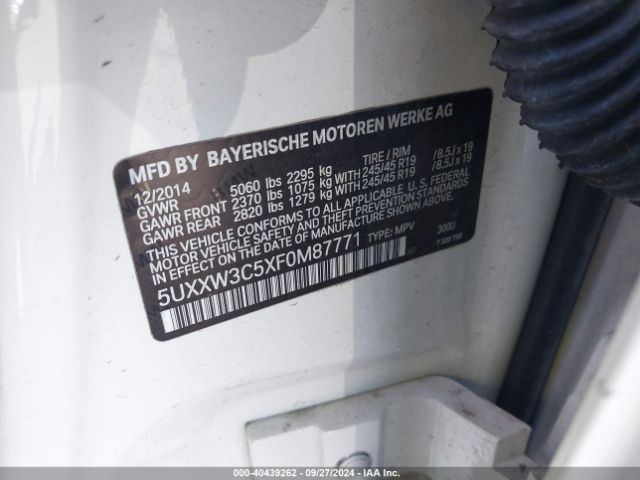 MFD BY BAYERISCHE MOTOREN WERKE AG
12/2014 TIRE / RIM
GVWR 5060 lbs 2295 kg
GAWR FRONT 2370 lbs 1075 kg WITH 245/45 R19 / 8.5J x 19
GAWR REAR 2820 lbs 1279 kg WITH 245/45 R19 / 8.5J x 19
THIS VEHICLE CONFORMS TO ALL APPLICABLE U.S. FEDERAL
MOTOR VEHICLE SAFETY AND THEFT PREVENTION STANDARDS
IN EFFECT ON THE DATE OF MANUFACTURE SHOWN ABOVE.
5UXXW3C5XF0M87771 TYPE: MPV 300U
T 320 730
000-40439262 - 09/27/2024 - IAA Inc.